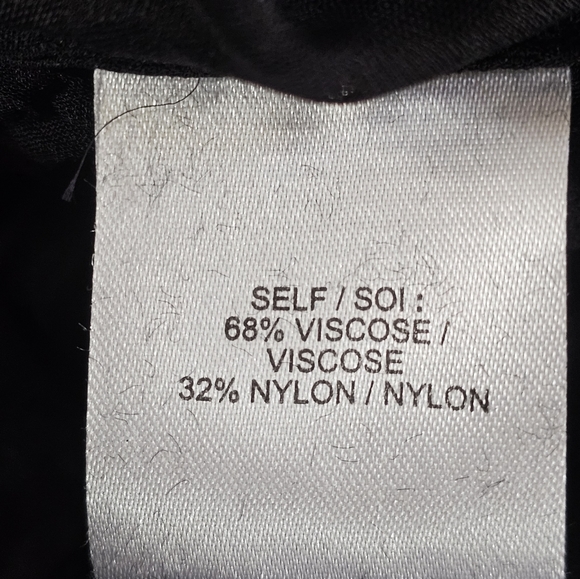 SELF / SOI :
68% VISCOSE /
VISCOSE
32% NYLON / NYLON